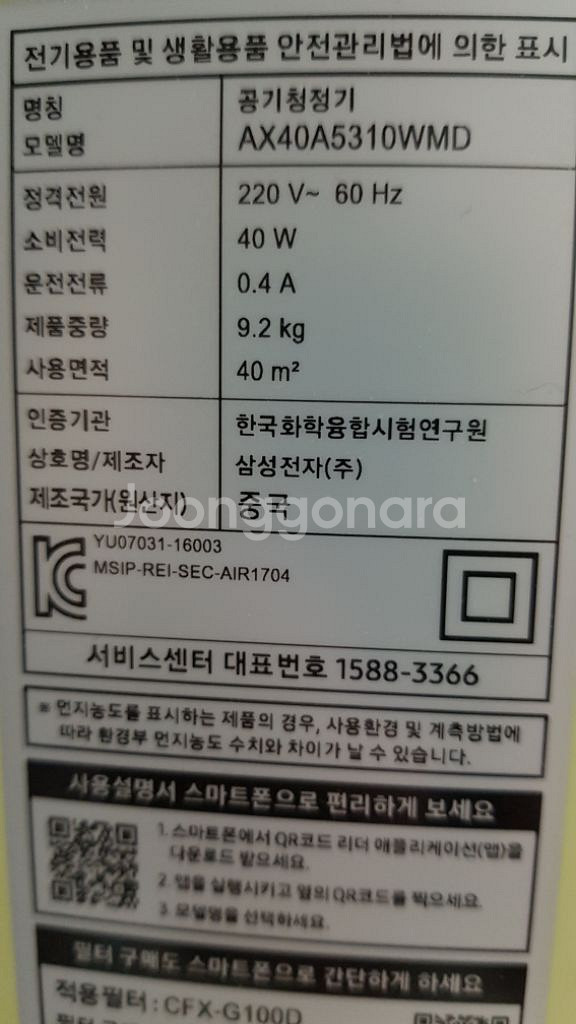 전기용품 및 생활용품 안전관리법에 의한 표시
명칭 공기청정기
모델명 AX40A5310WMD
정격전원 220 V~ 60 Hz
소비전력 40 W
운전전류 0.4 A
제품중량 9.2 kg
사용면적 40 m²
인증기관 한국화학융합시험연구원
상호명/제조자 삼성전자(주)
제조국가(원산지) 중국
Joonggonara
YU07031-16003
MSIP-REI-SEC-AIR1704
서비스센터 대표번호 1588-3366
※ 먼지농도를 표시하는 제품의 경우, 사용환경 및 계측방법에
따라 환경부 먼지농도 수치와 차이가 날 수 있습니다.
사용설명서 스마트폰으로 편리하게 보세요
1. 스마트폰에서 QR코드 리더 애플리케이션(앱)을
다운로드 받으세요.
2. 앱을 실행시키고 옆의 QR코드를 찍으세요.
3. 모델명을 선택하세요.
필터 구매도 스마트폰으로 간단하게 하세요
적용필터 : CFX-G100D